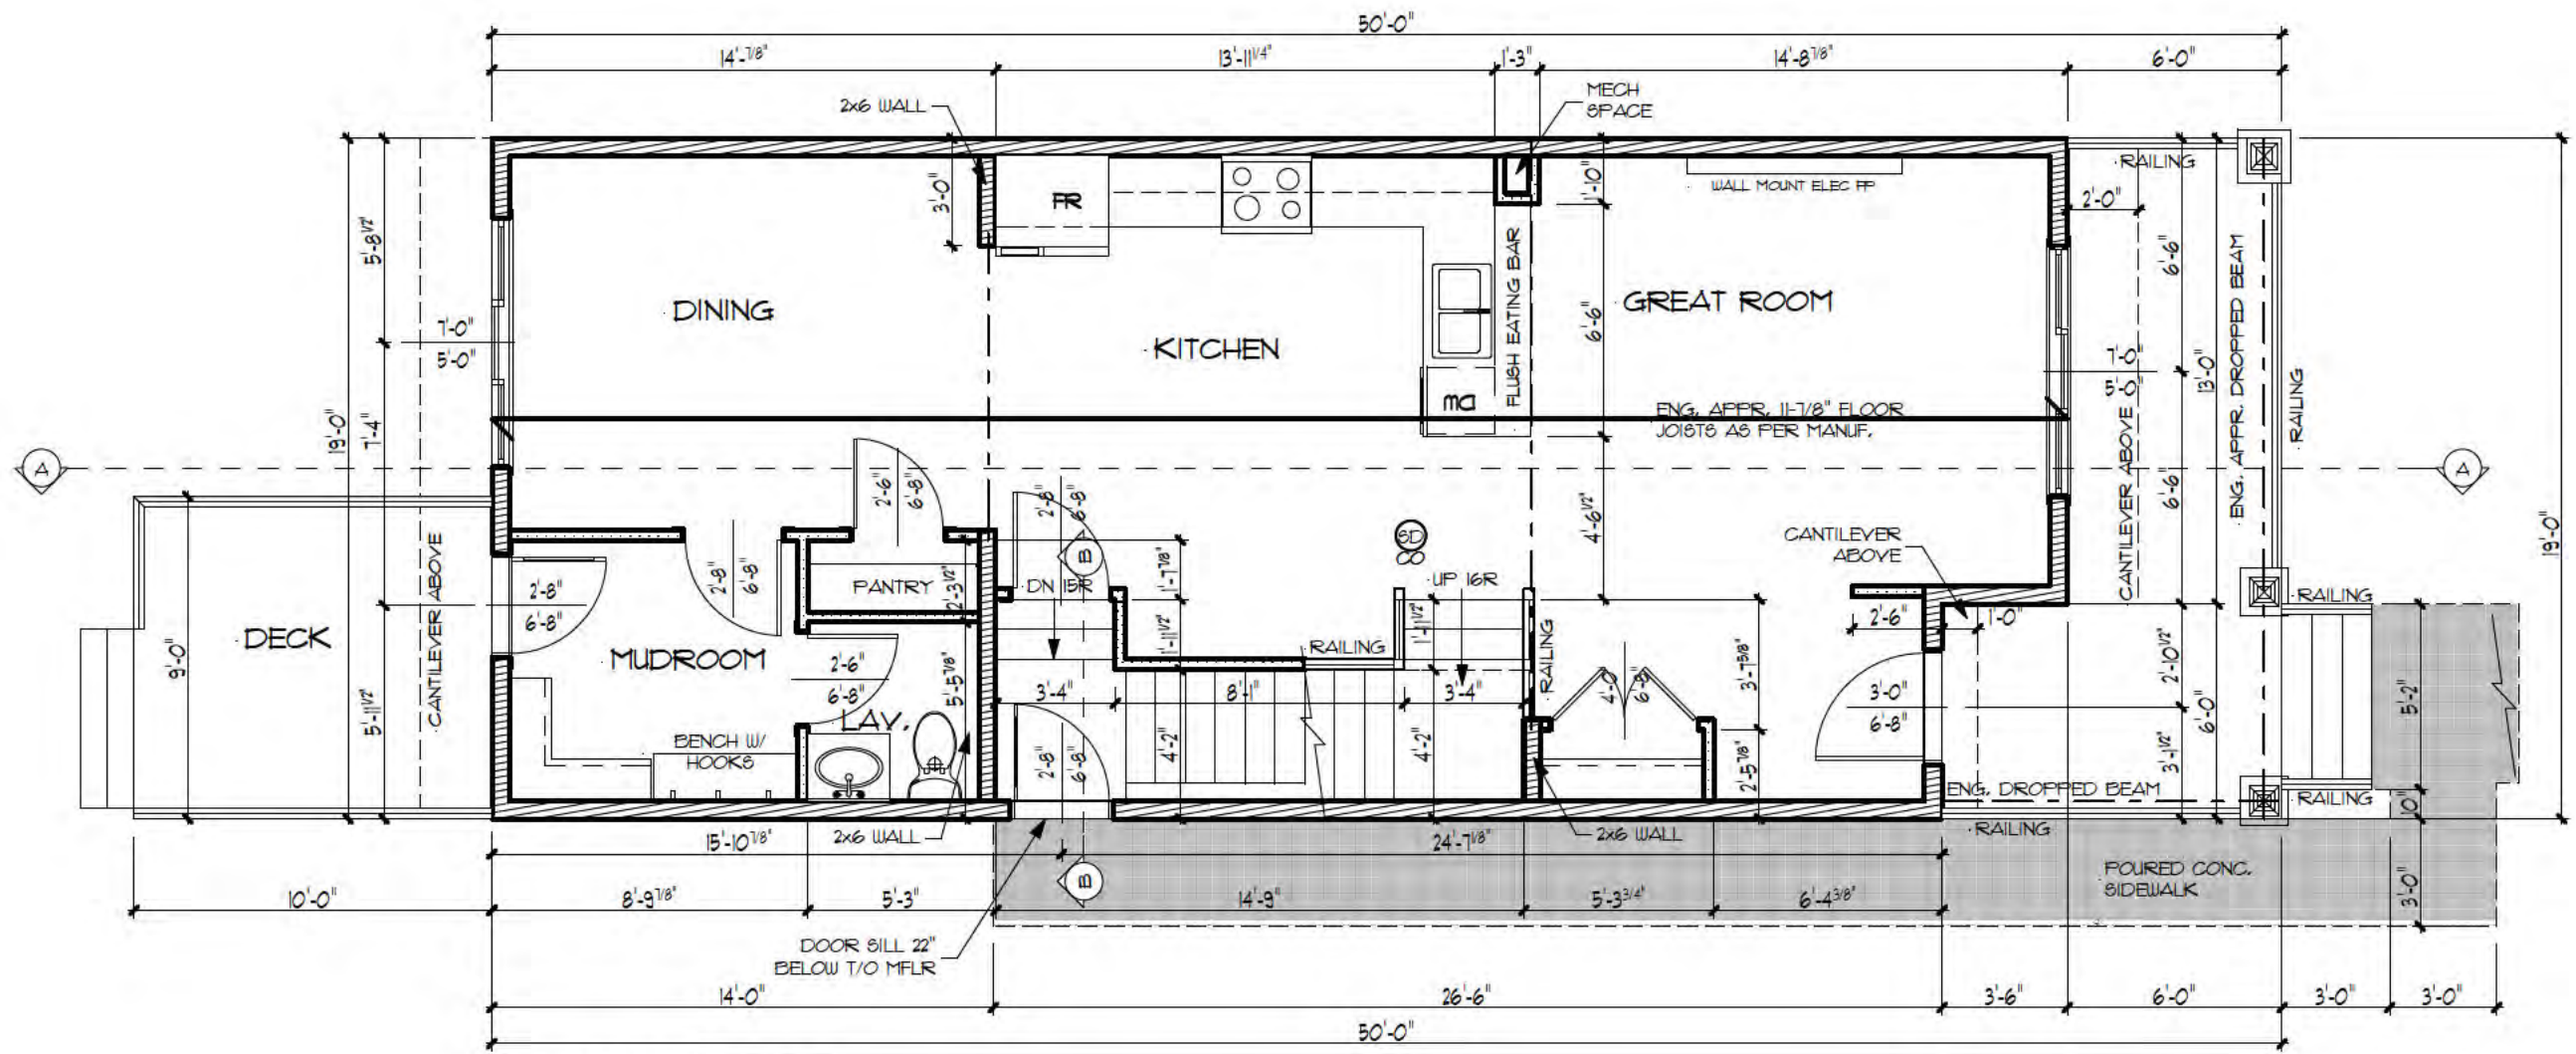 50'-0"
14'-7/8"
13'-11 1/4"
1'-3"
14'-8 7/8"
6'-0"
2x6 WALL
MECH
SPACE
RAILING
3'-0"
FR
1'-10"
WALL MOUNT ELEC FP
2'-0"
5'-8 1/2"
DINING
KITCHEN
FLUSH EATING BAR
6'-6"
GREAT ROOM
6'-6"
ENG. APPR. DROPPED BEAM
7'-0"
5'-0"
7'-0"
5'-0"
13'-0"
RAILING
19'-0"
7'-4"
DW
ENG. APPR. 11-7/8" FLOOR
JOISTS AS PER MANUF.
A
A
2'-6"
6'-8"
2'-8"
6'-8"
4'-6 1/2"
CANTILEVER ABOVE
6'-6"
19'-0"
SD
CANTILEVER
ABOVE
B
CANTILEVER ABOVE
2'-8"
6'-8"
2'-8"
6'-8"
PANTRY
2'-3 1/2"
DN 15R
1'-7 7/8"
UP 16R
RAILING
9'-0"
DECK
MUDROOM
2'-6"
6'-8"
5'-5 7/8"
1'-11 1/2"
RAILING
1'-11 1/2"
RAILING
2'-6"
1'-0"
3'-4"
8'-1"
3'-4"
4'-0"
6'-8"
3'-7 5/8"
3'-0"
6'-8"
2'-10 1/2"
6'-0"
5'-2"
5'-11 1/2"
LAV.
BENCH W/
HOOKS
2'-8"
6'-8"
4'-2"
4'-2"
2'-5 7/8"
3'-1 1/2"
ENG. DROPPED BEAM
RAILING
10"
15'-10 7/8"
2x6 WALL
24'-7 1/8"
2x6 WALL
RAILING
POURED CONC.
SIDEWALK
B
10'-0"
8'-9 7/8"
5'-3"
14'-9"
5'-3 3/4"
6'-4 3/8"
3'-0"
DOOR SILL 22"
BELOW T/O MFLR
14'-0"
26'-6"
3'-6"
6'-0"
3'-0"
3'-0"
50'-0"